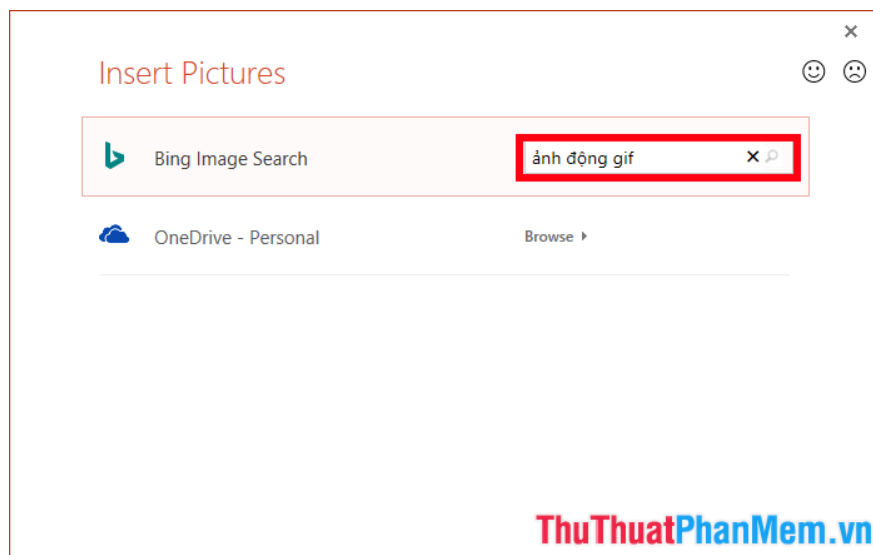 Insert Pictures
Bing Image Search
ảnh động gif
OneDrive - Personal
Browse
ThuThuatPhanMem.vn